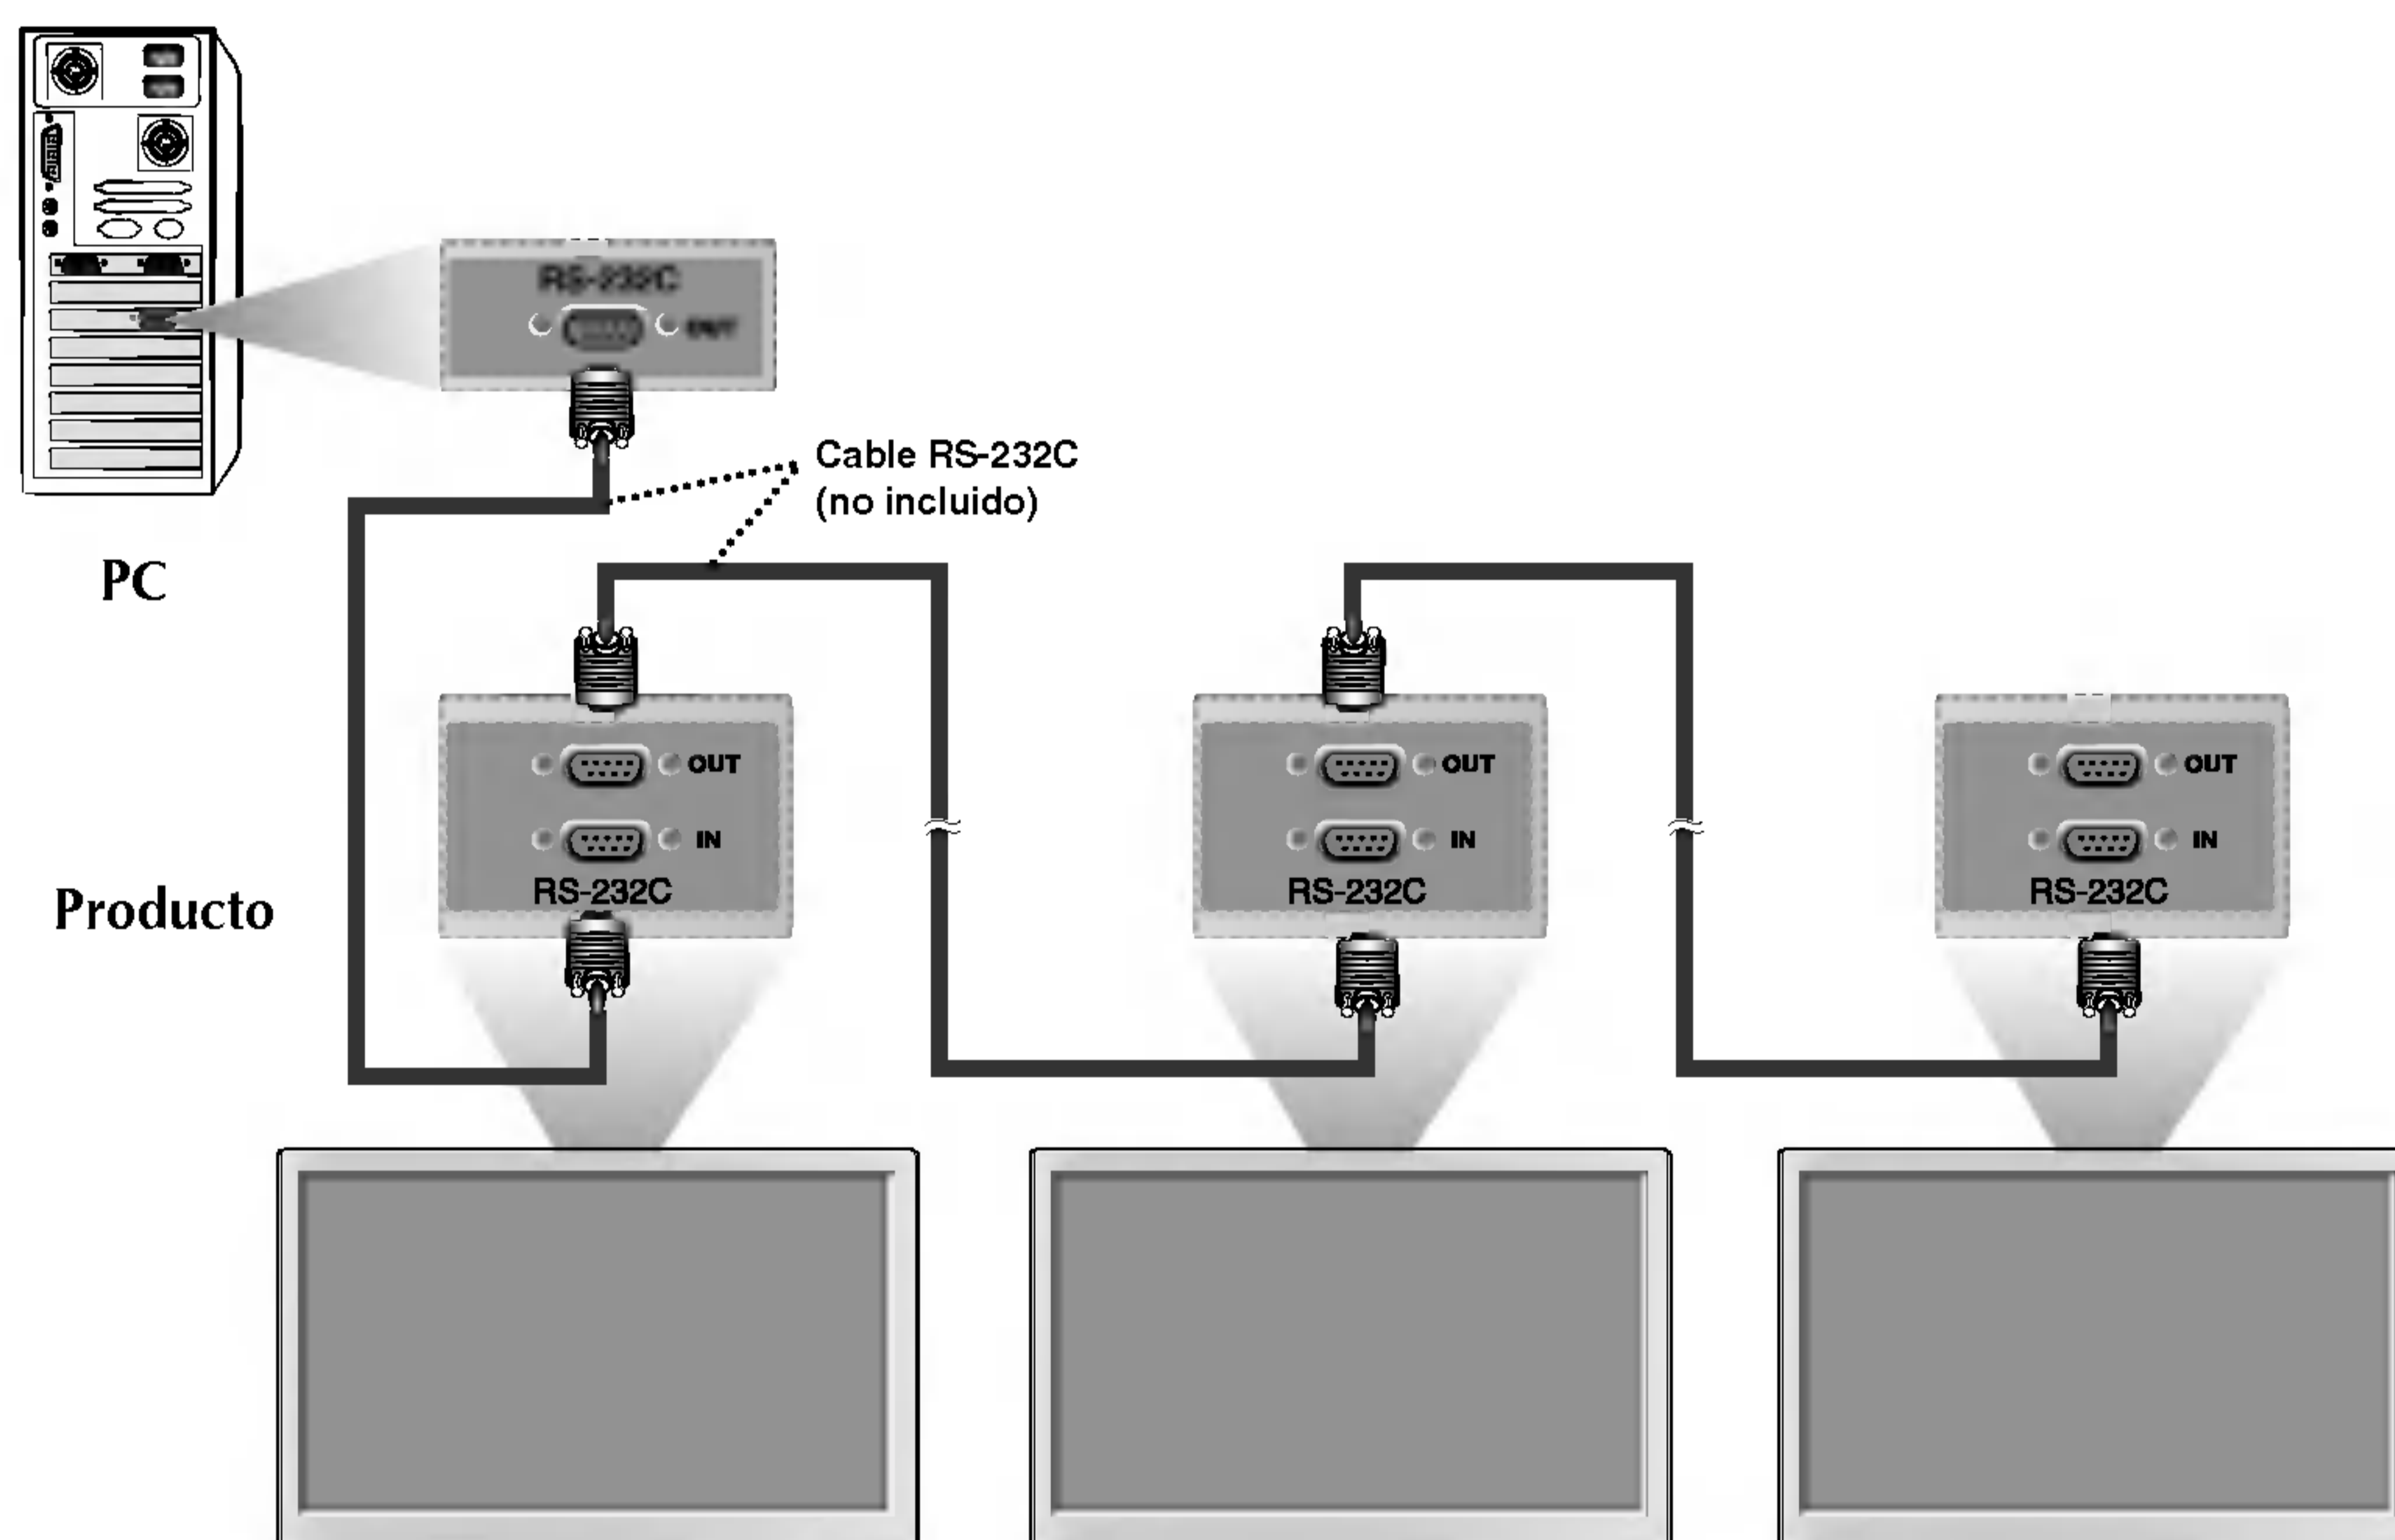 RS-232C
OUT
Cable RS-232C
(no incluido)
PC
OUT
IN
RS-232C
OUT
IN
RS-232C
OUT
IN
RS-232C
Producto